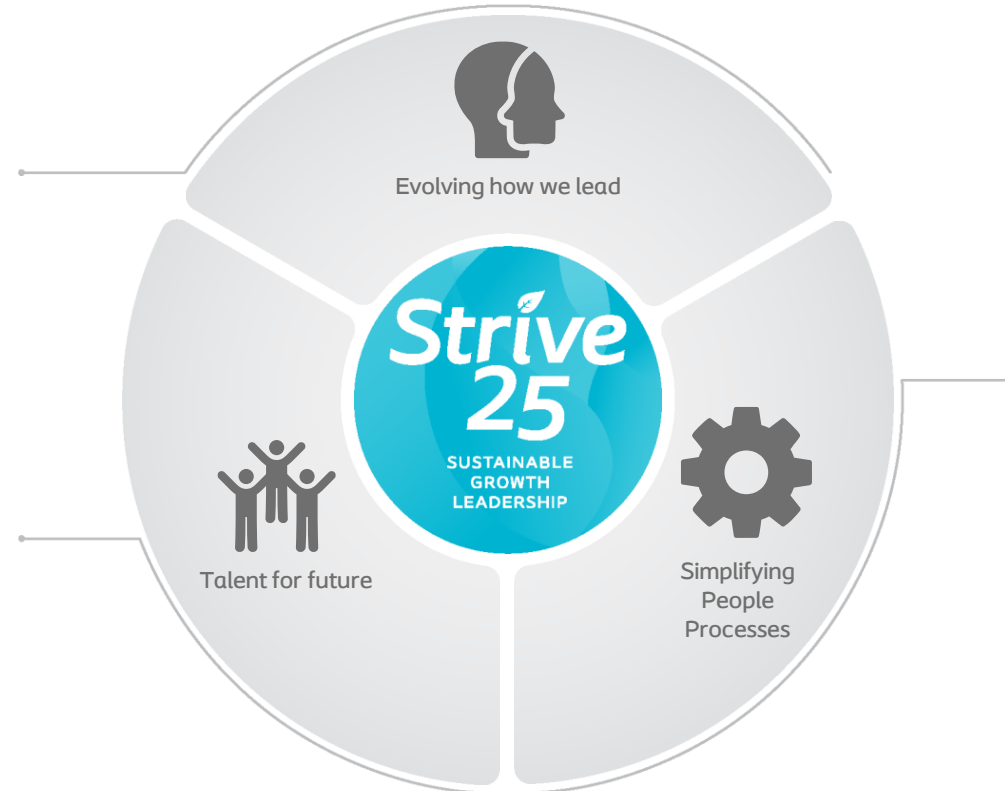 Evolving how we lead
Strive
25
SUSTAINABLE
GROWTH
LEADERSHIP
Talent for future
Simplifying
People
Processes